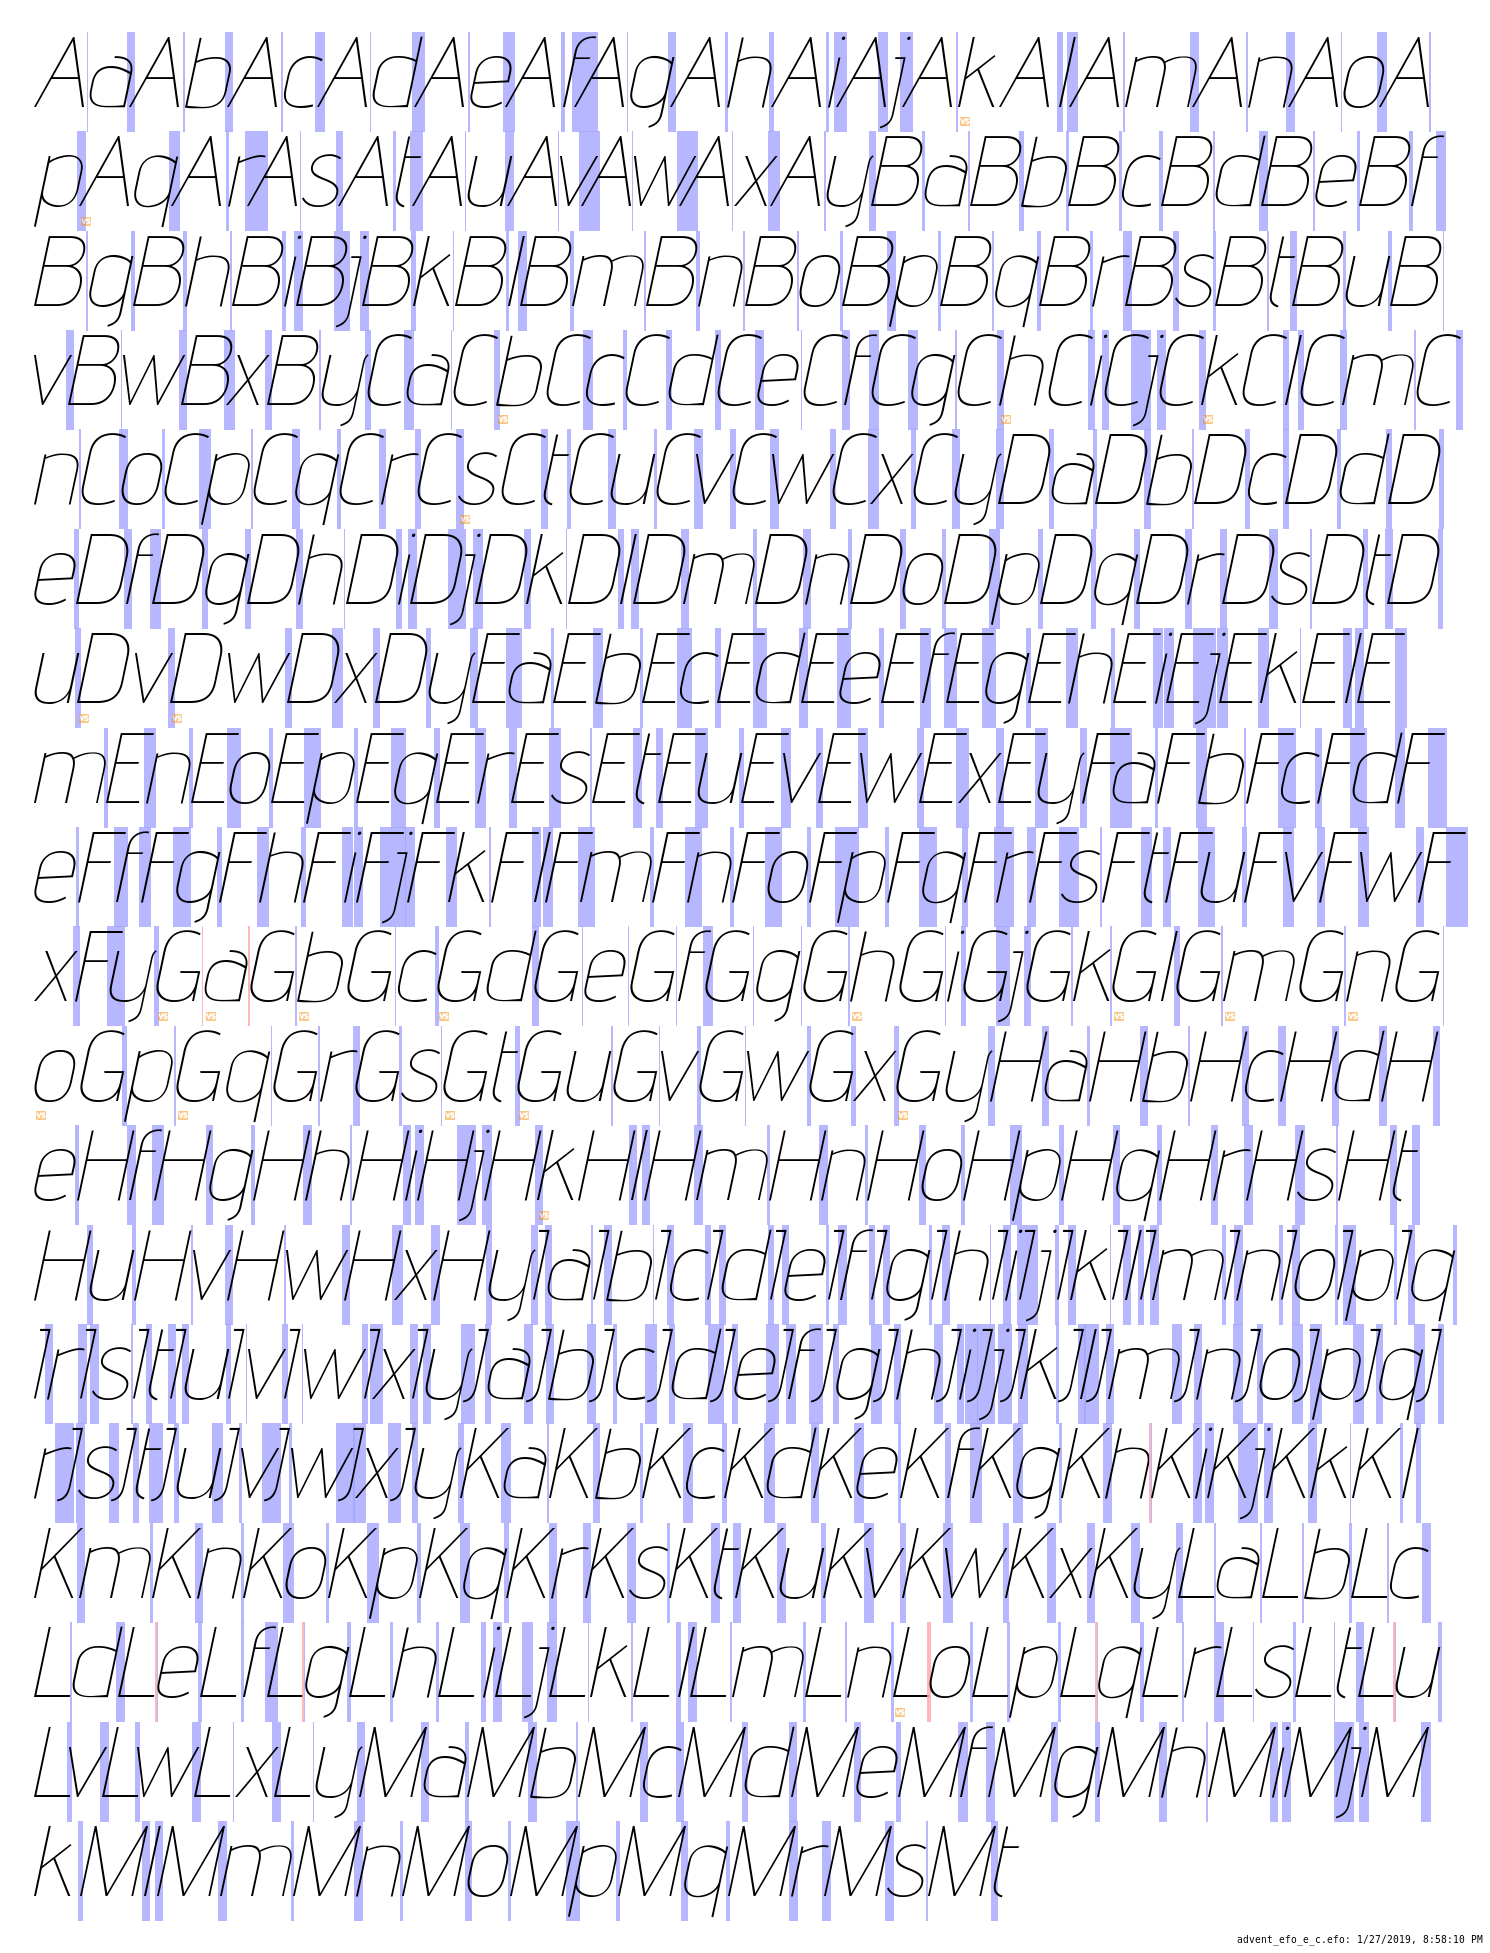 AaAbAcAdAeAfAgAhAiAjAkAlAmAnAoA
pAqArAsAtAuAvAwAxAyBaBbBcBdBeBf
BgBhBiBjBkBlBmBnBoBpBqBrBsBtBuB
vBwBxByCaCbCcCdCeCfCgChCiCjCkClCmC
nCoCpCqCrCsCtCuCvCwCxCyDaDbDcDdD
eDfDgDhDiDjDkDlDmDnDoDpDqDrDsDtD
uDvDwDxDyEaEbEcEdEeEfEgEhEiEjEkElE
mEnEoEpEqErEsEtEuEvEwExEyFaFbFcFdF
eFfFgFhFiFjFkFlFmFnFoFpFqFrFsFtFuFvFwF
xFyGaGbGcGdGeGfGgGhGiGjGkGlGmGnG
oGpGqGrGsGtGuGvGwGxGyHaHbHcHdH
eHfHgHhHiHjHkHlHmHnHoHpHqHrHsHt
HuHvHwHxHyIaIbIcIdIeIfIgIhIiIjIkIlImInIoIpIq
IrIsItIuIvIwIxIyJaJbJcJdJeJfJgJhJiJjJkJlJmJnJoJpJqJ
rJsJtJuJvJwJxJyKaKbKcKdKeKfKgKhKiKjKkKl
KmKnKoKpKqKrKsKtKuKvKwKxKyLaLbLc
LdLeLfLgLhLiLjLkLlLmLnLoLpLqLrLsLtLu
LvLwLxLyMaMbMcMdMeMfMgMhMiMjM
kMlMmMnMoMpMqMrMsMt
advent_efo_e_c.efo: 1/27/2019, 8:58:10 PM